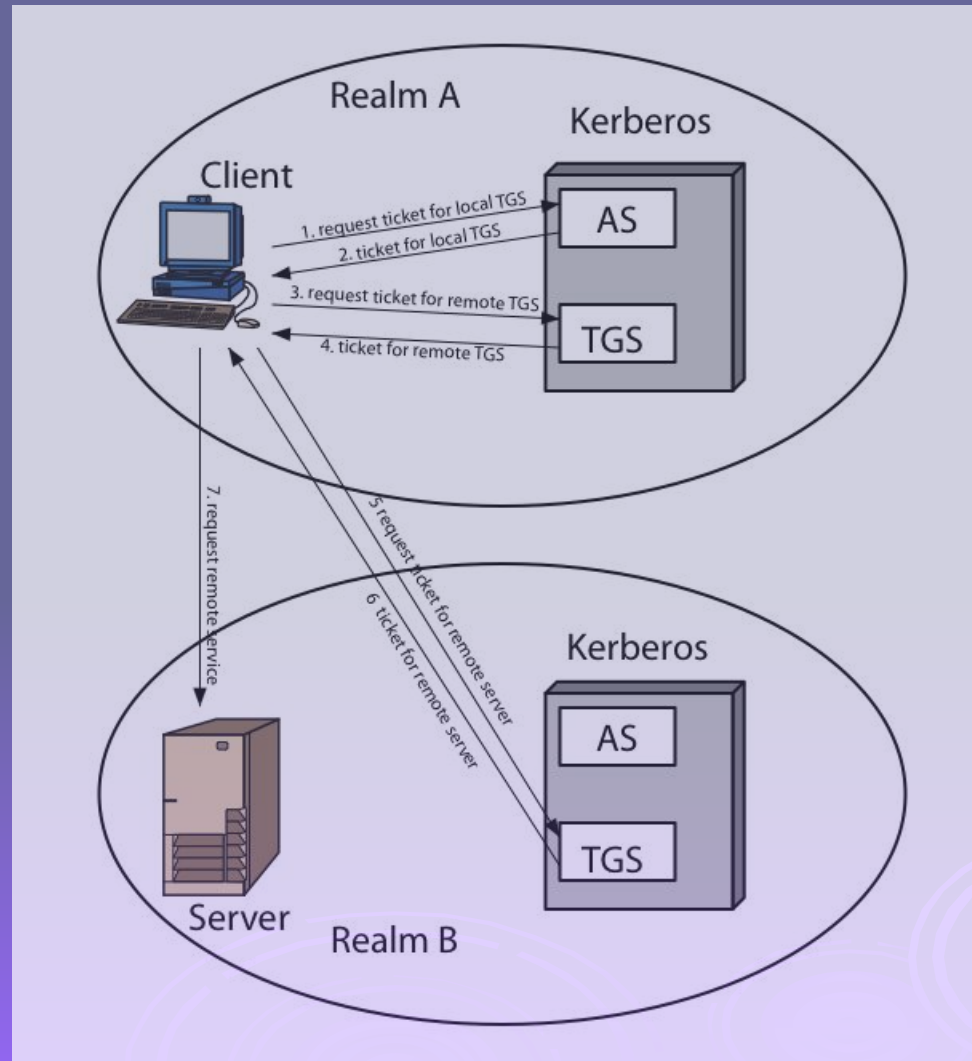 Realm A
Kerberos
Client
AS
1. request ticket for local TGS
2. ticket for local TGS
3. request ticket for remote TGS
TGS
4. ticket for remote TGS
7. request remote service
5 request ticket for remote server
6 ticket for remote server
Kerberos
AS
TGS
Server
Realm B